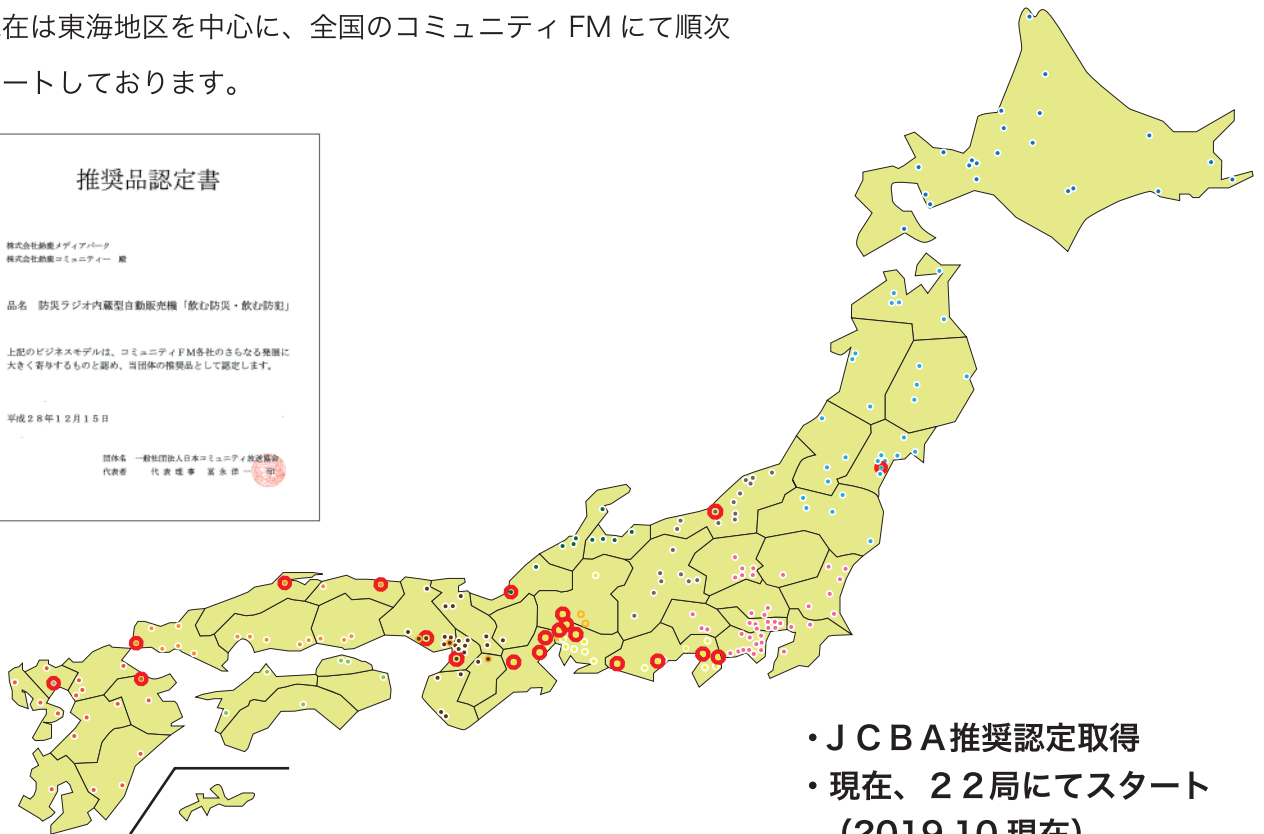 在は東海地区を中心に、全国のコミュニティ FM にて順次
ートしております。
推奨品認定書
株式会社鈴鹿メディアパーク
株式会社鈴鹿コミュニティー 殿
品名 防災ラジオ内蔵型自動販売機「飲む防災・飲む防犯」
上記のビジネスモデルは、コミュニティＦＭ各社のさらなる発展に
大きく寄与するものと認め、当団体の推奨品として認定します。
平成２８年１２月１５日
団体名 一般社団法人日本コミュニティ放送協会
代表者 代表理事 冨永洋一 印
・ＪＣＢＡ推奨認定取得
・現在、２２局にてスタート
（2019.10 現在）